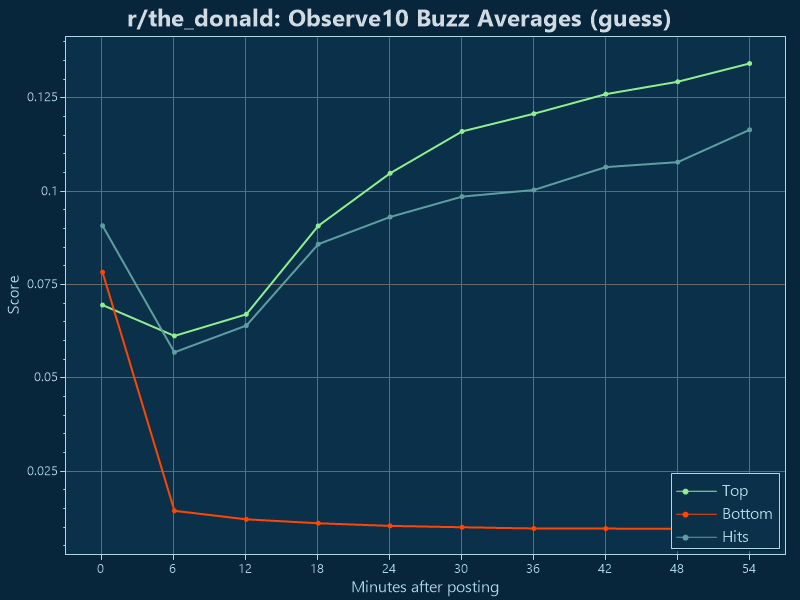 r/the_donald: Observe10 Buzz Averages (guess)
0.125
0.1
0.075
0.05
0.025
Score
0 6 12 18 24 30 36 42 48 54
Minutes after posting
Top
Bottom
Hits